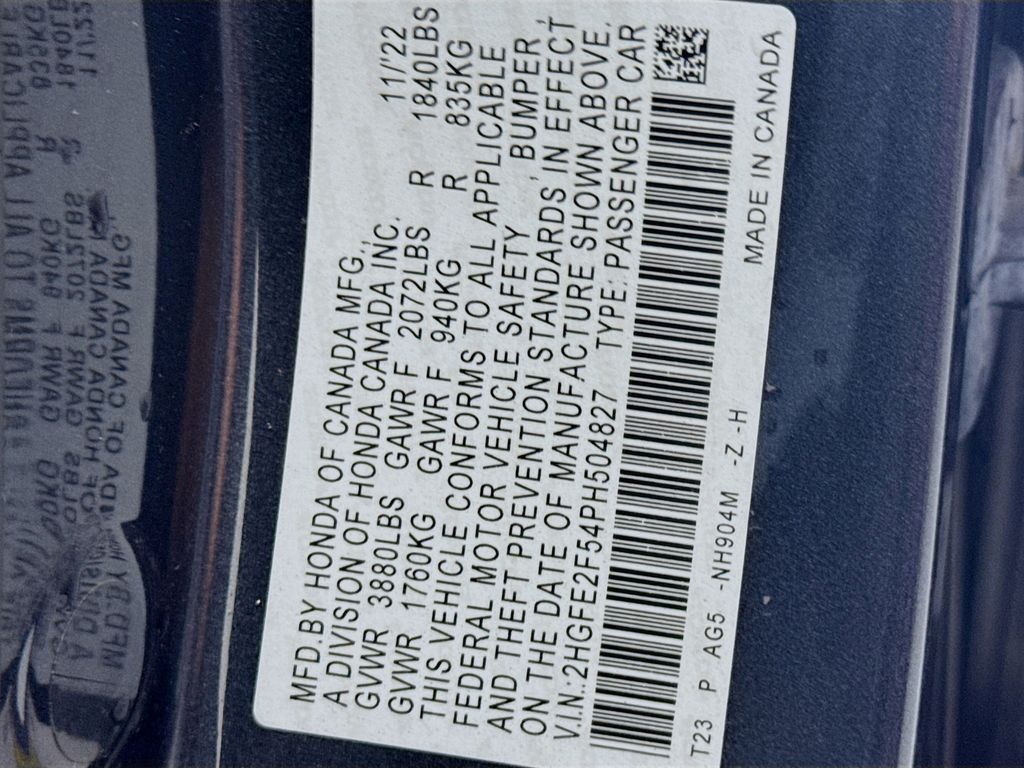 MFD.BY HONDA OF CANADA MFG., 11/'22
A DIVISION OF HONDA CANADA INC.
GVWR 3880LBS GAWR F 2072LBS R 1840LBS
GVWR 1760KG GAWR F 940KG R 835KG
THIS VEHICLE CONFORMS TO ALL APPLICABLE
FEDERAL MOTOR VEHICLE SAFETY , BUMPER,
AND THEFT PREVENTION STANDARDS IN EFFECT
ON THE DATE OF MANUFACTURE SHOWN ABOVE.
V.I.N.:2HGFE2F54PH504827 TYPE:PASSENGER CAR
T23 P AG5 -NH904M -Z -H MADE IN CANADA